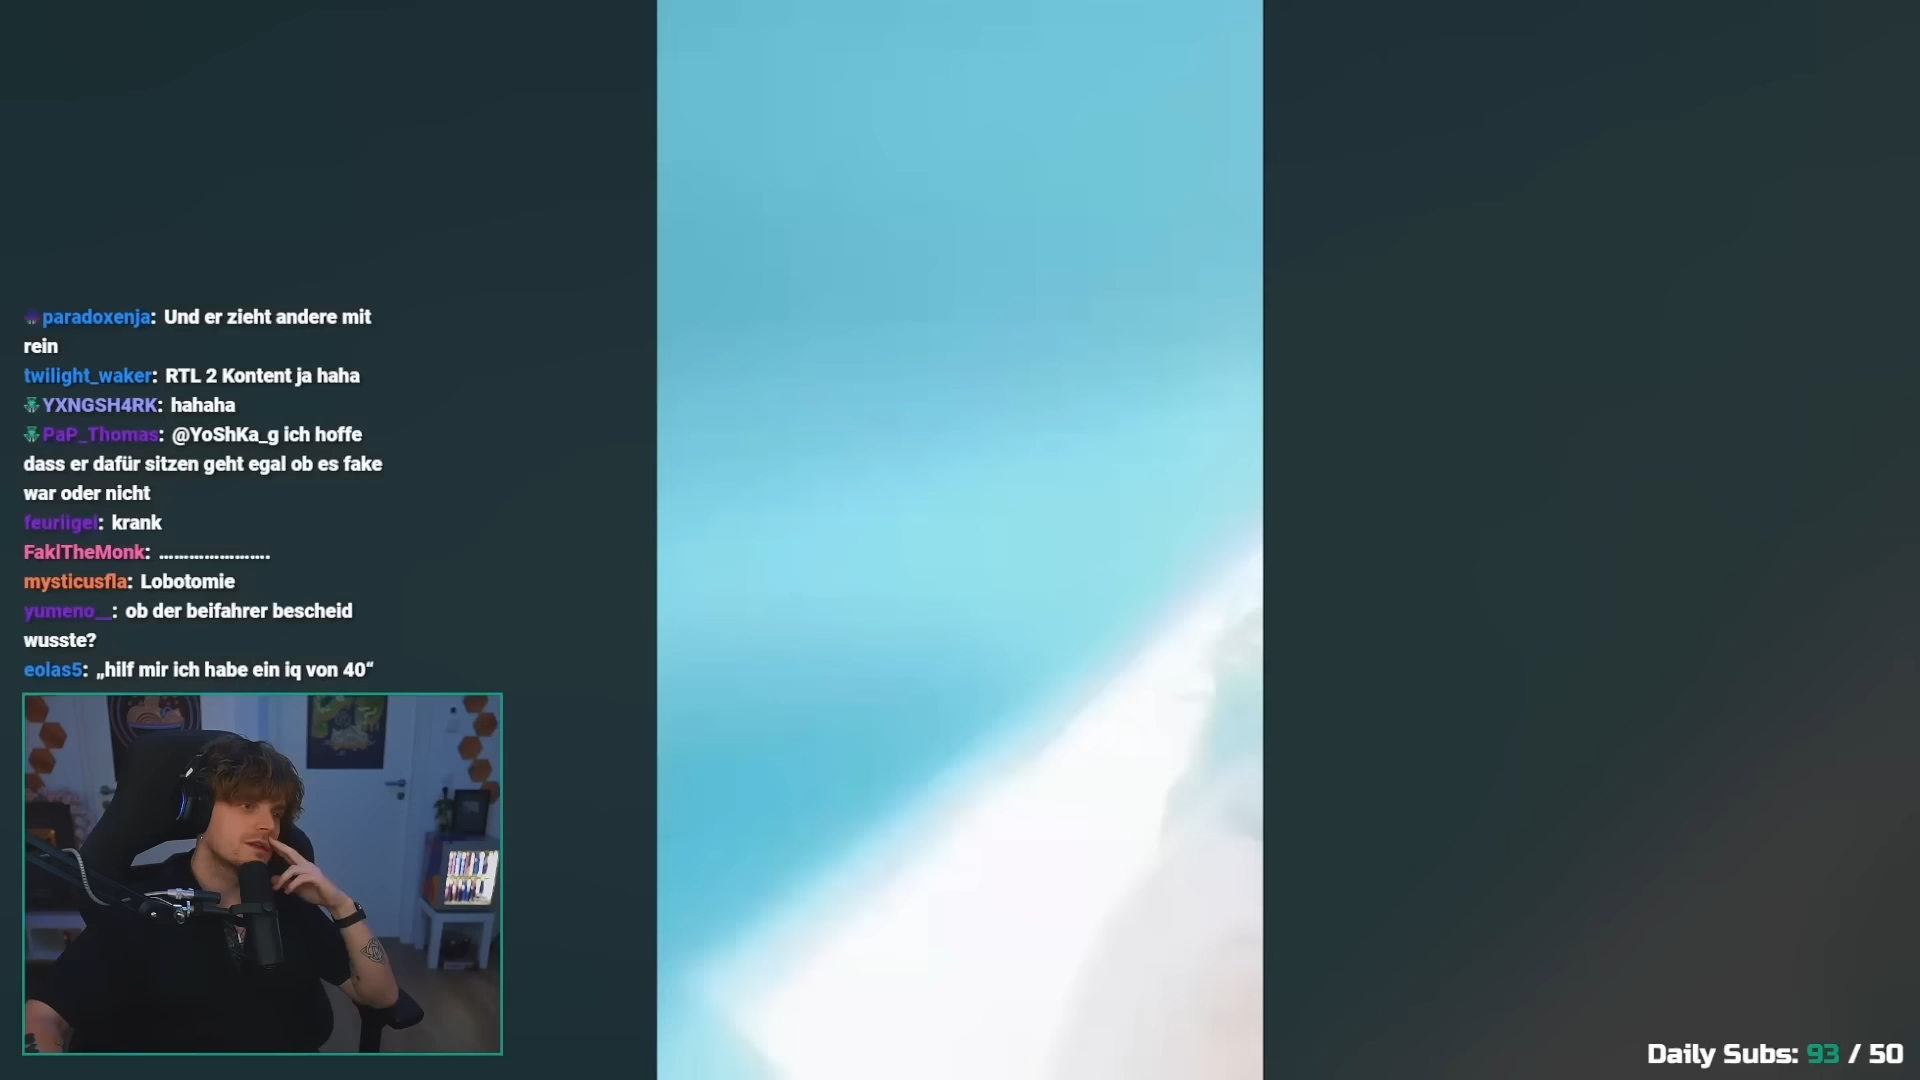 paradoxenja: Und er zieht andere mit
rein
twilight_waker: RTL 2 Kontent ja haha
YXNGSH4RK: hahaha
PaP_Thomas: @YoShKa_g ich hoffe
dass er dafür sitzen geht egal ob es fake
war oder nicht
feurligel: krank
FaklTheMonk: .......................
mysticusfla: Lobotomie
yumeno__: ob der beifahrer bescheid
wusste?
eolas5: „hilf mir ich habe ein iq von 40“
Daily Subs: 93 / 50